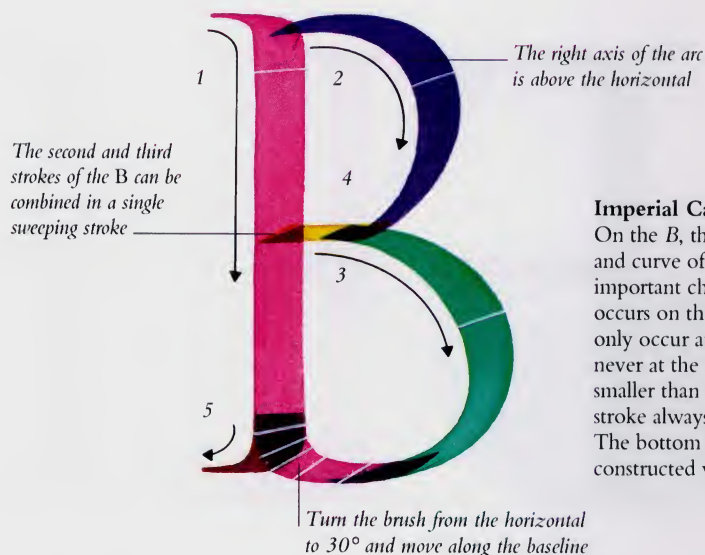 1
2
The right axis of the arc
is above the horizontal
The second and third
strokes of the B can be
combined in a single
sweeping stroke
4
3
5
Imperial Ca
On the B, th
and curve of
important ch
occurs on th
only occur a
never at the
smaller than
stroke always
The bottom
constructed v
Turn the brush from the horizontal
to 30° and move along the baseline